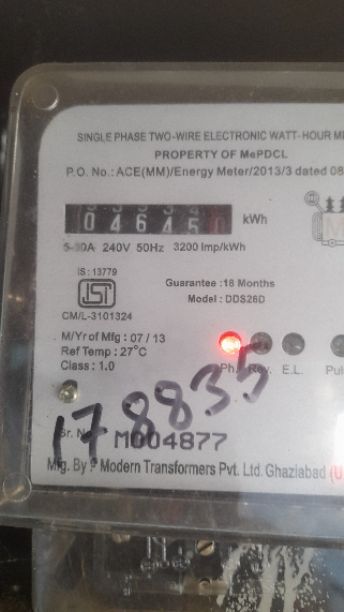 SINGLE PHASE TWO-WIRE ELECTRONIC WATT-HOUR
PROPERTY OF MePDCL
P.O. No.: ACE(MM)/Energy Meter/2013/3 dated 08
04645 kWh
5-30A 240V 50Hz 3200 Imp/kWh
IS : 13779
Guarantee : 18 Months
Model : DDS26D
CM/L-3101324
M/Yr of Mfg : 07 / 13
Ref Temp : 27°C
Class : 1.0
Ph. Rev. E.L.
178835
Sr. No. M004877
Mfg. By : Modern Transformers Pvt. Ltd. Ghaziabad (U